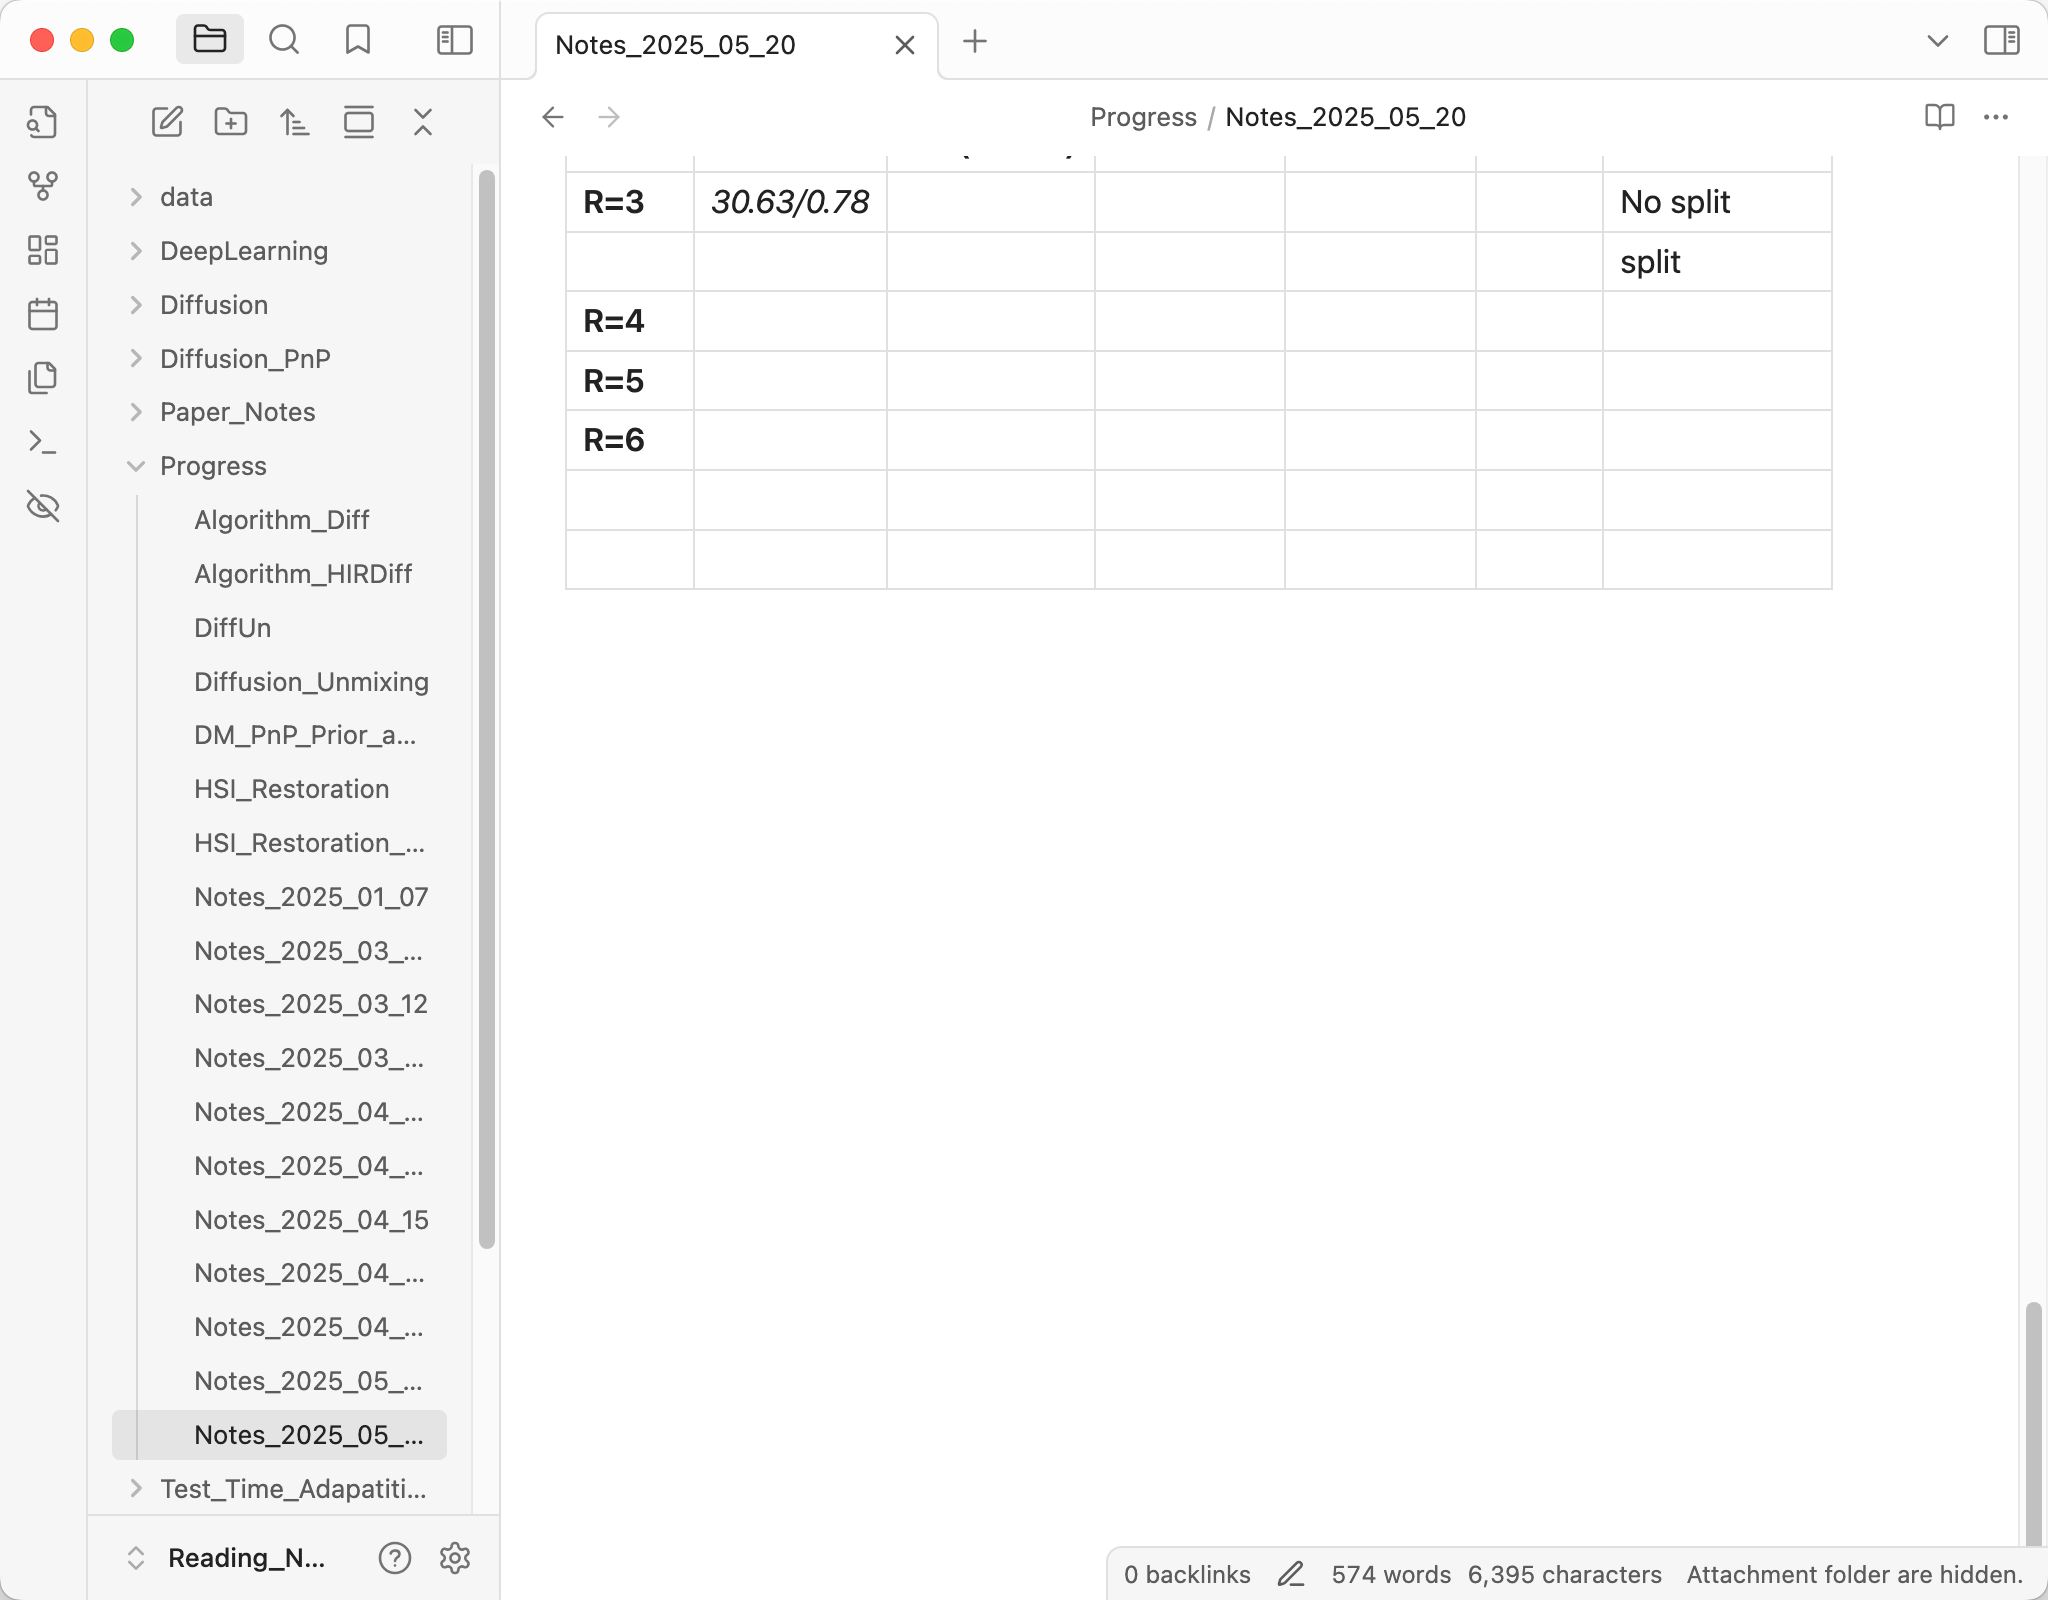 Notes_2025_05_20
Progress / Notes_2025_05_20
data
DeepLearning
Diffusion
Diffusion_PnP
Paper_Notes
Progress
Algorithm_Diff
Algorithm_HIRDiff
DiffUn
Diffusion_Unmixing
DM_PnP_Prior_a...
HSI_Restoration
HSI_Restoration_...
Notes_2025_01_07
Notes_2025_03_...
Notes_2025_03_12
Notes_2025_03_...
Notes_2025_04_...
Notes_2025_04_...
Notes_2025_04_15
Notes_2025_04_...
Notes_2025_04_...
Notes_2025_05_...
Notes_2025_05_...
Test_Time_Adapatiti...
Reading_N...
R=3 30.63/0.78 No split
split
R=4
R=5
R=6
0 backlinks 574 words 6,395 characters Attachment folder are hidden.